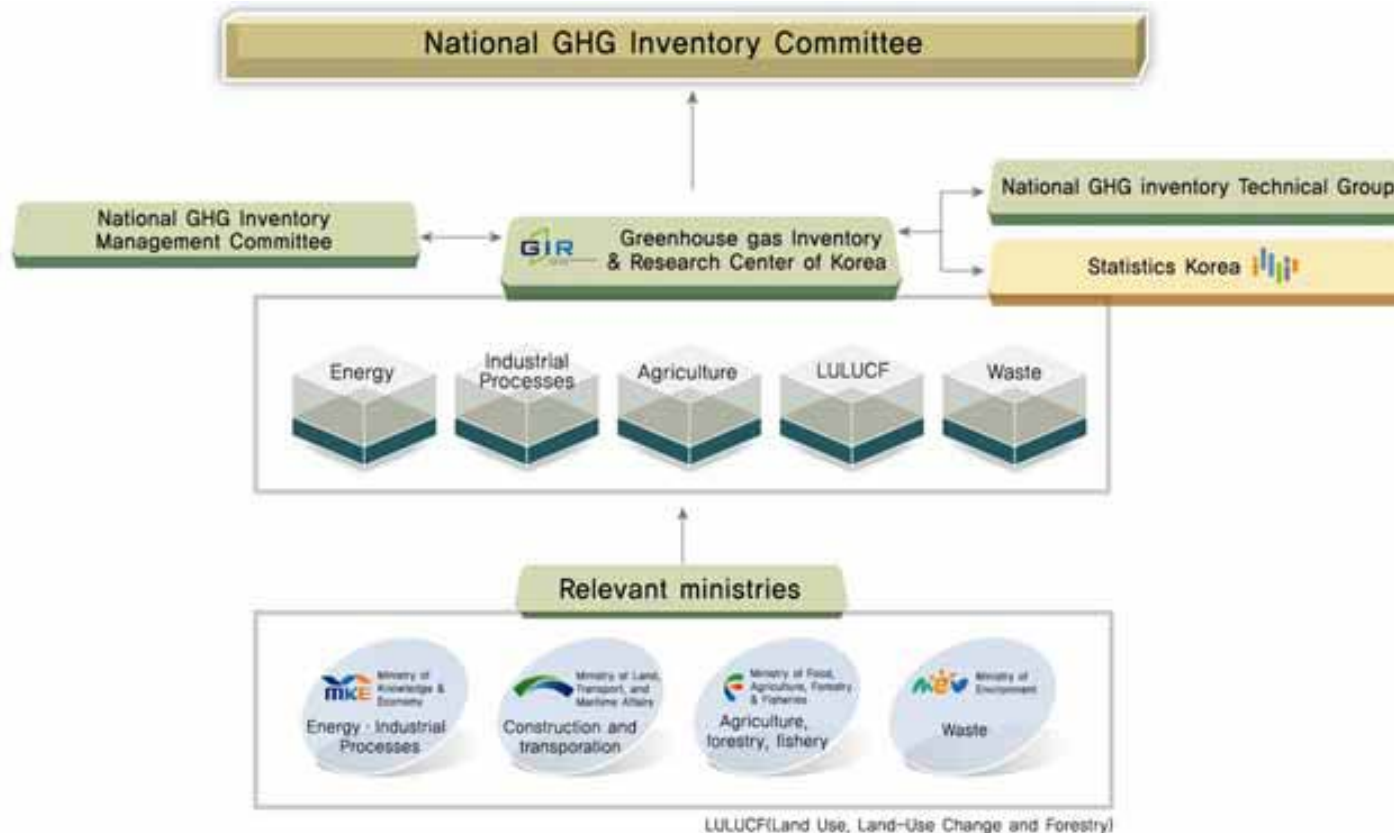 National GHG Inventory Committee
National GHG Inventory
Management Committee
GIR
Greenhouse gas Inventory
& Research Center of Korea
National GHG inventory Technical Group
Statistics Korea
Energy
Industrial
Processes
Agriculture
LULUCF
Waste
Relevant ministries
MKE
Ministry of
Knowledge &
Economy
Energy · Industrial
Processes
Ministry of Land,
Transport, and
Maritime Affairs
Construction and
transporation
Ministry of Food,
Agriculture, Forestry
& Fisheries
Agriculture,
forestry, fishery
mev
Ministry of
Environment
Waste
LULUCF(Land Use, Land-Use Change and Forestry)